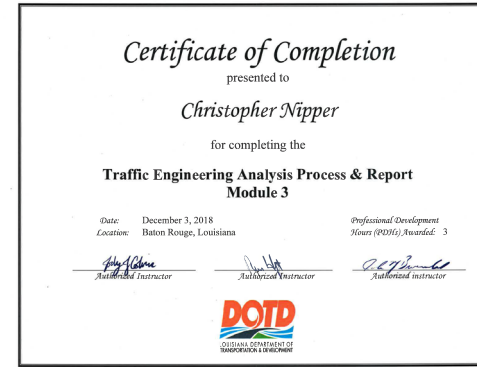 Certificate of Completion
presented to
Christopher Nipper
for completing the
Traffic Engineering Analysis Process & Report
Module 3
Date: December 3, 2018
Location: Baton Rouge, Louisiana
Professional Development
Hours (PDHs) Awarded: 3
Authorized Instructor
Authorized Instructor
Authorized instructor
DOTD
LOUISIANA DEPARTMENT OF
TRANSPORTATION & DEVELOPMENT